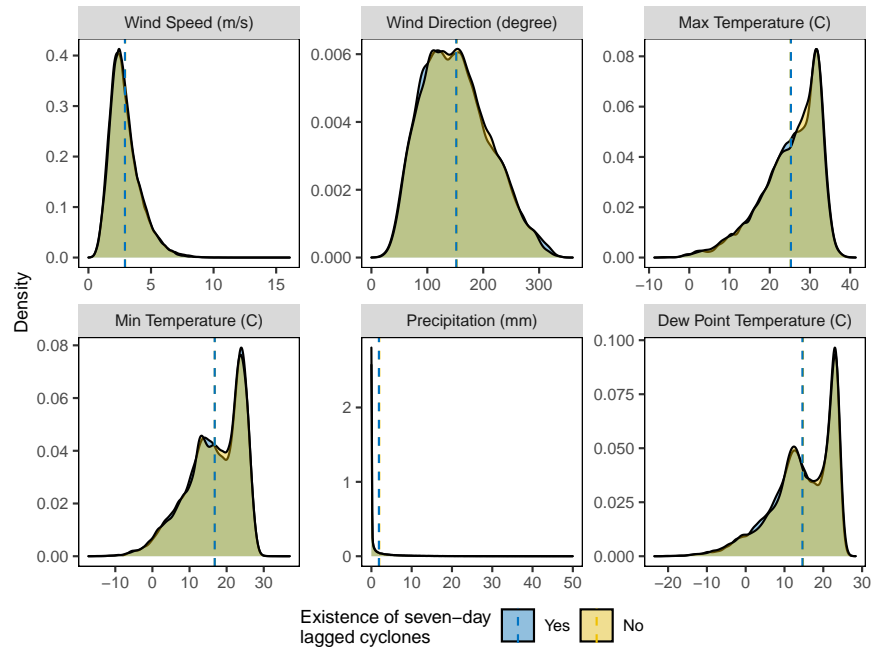 Wind Speed (m/s)
Wind Direction (degree)
Max Temperature (C)
0.4
0.3
0.2
0.1
0.0
0 5 10 15
0.006
0.004
0.002
0.000
0 100 200 300
0.08
0.06
0.04
0.02
0.00
−10 0 10 20 30 40
Density
Min Temperature (C)
Precipitation (mm)
Dew Point Temperature (C)
0.08
0.06
0.04
0.02
0.00
−10 0 10 20 30
2
1
0
0 10 20 30 40 50
0.100
0.075
0.050
0.025
0.000
−20 −10 0 10 20 30
Existence of seven−day
lagged cyclones
Yes
No